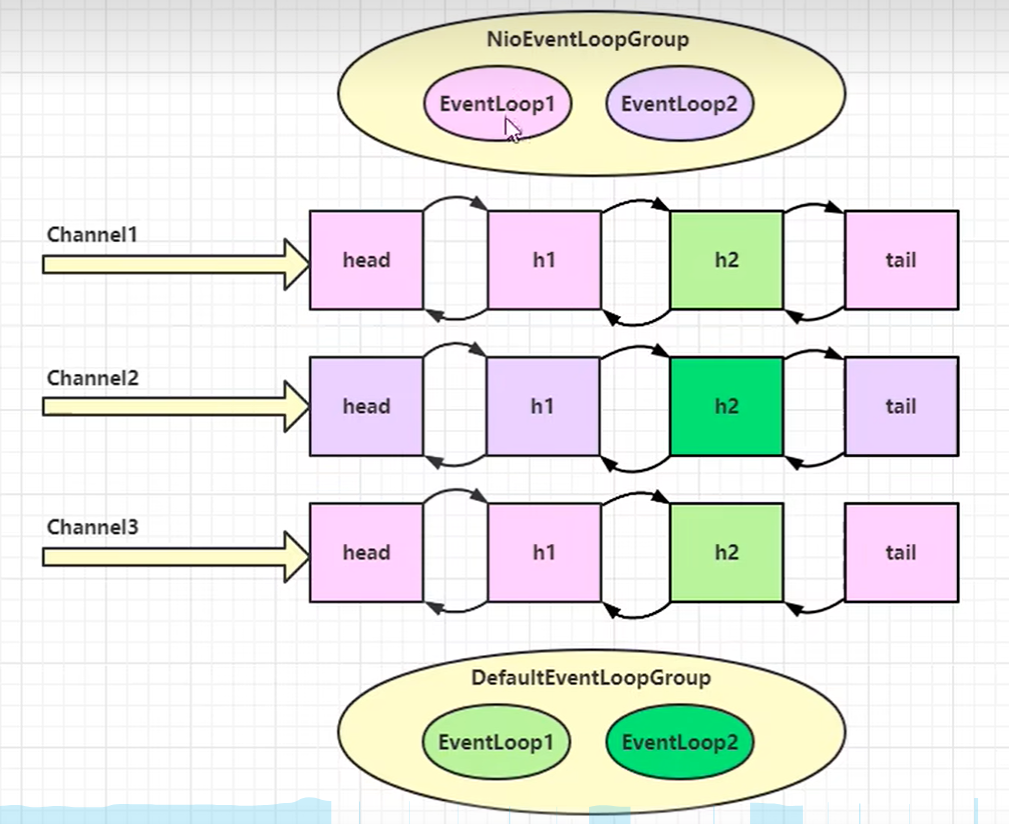 NioEventLoopGroup
EventLoop1 EventLoop2
Channel1
head h1 h2 tail
Channel2
head h1 h2 tail
Channel3
head h1 h2 tail
DefaultEventLoopGroup
EventLoop1 EventLoop2